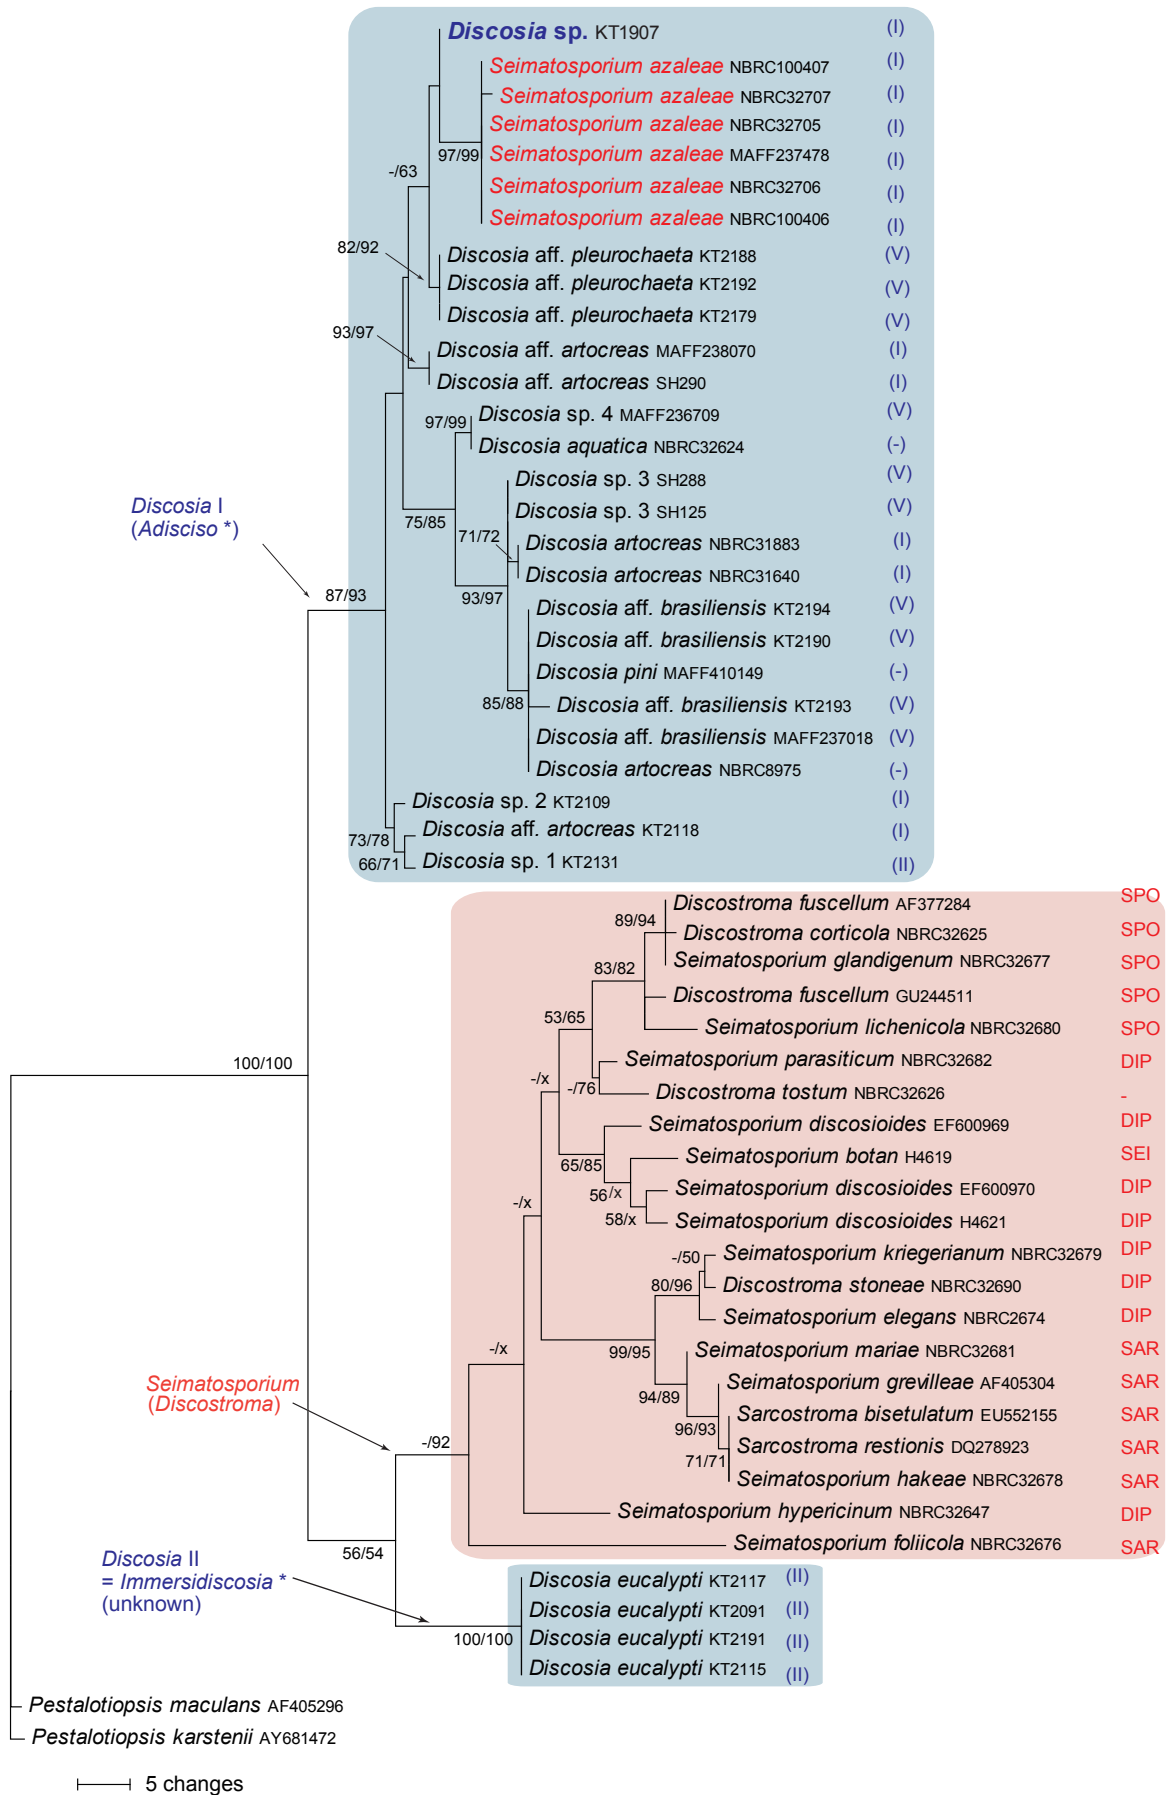 Discosia sp. KT1907 (I)
Seimatosporium azaleae NBRC100407 (I)
Seimatosporium azaleae NBRC32707 (I)
Seimatosporium azaleae NBRC32705 (I)
97/99 Seimatosporium azaleae MAFF237478 (I)
-/63
Seimatosporium azaleae NBRC32706 (I)
Seimatosporium azaleae NBRC100406 (I)
82/92
Discosia aff. pleurochaeta KT2188 (V)
Discosia aff. pleurochaeta KT2192 (V)
Discosia aff. pleurochaeta KT2179 (V)
93/97
Discosia aff. artocreas MAFF238070 (I)
Discosia aff. artocreas SH290 (I)
97/99 Discosia sp. 4 MAFF236709 (V)
Discosia aquatica NBRC32624 (-)
Discosia sp. 3 SH288 (V)
Discosia I
(Adisciso *)
75/85
Discosia sp. 3 SH125 (V)
71/72
Discosia artocreas NBRC31883 (I)
Discosia artocreas NBRC31640 (I)
87/93
93/97
Discosia aff. brasiliensis KT2194 (V)
Discosia aff. brasiliensis KT2190 (V)
Discosia pini MAFF410149 (-)
85/88 Discosia aff. brasiliensis KT2193 (V)
Discosia aff. brasiliensis MAFF237018 (V)
Discosia artocreas NBRC8975 (-)
Discosia sp. 2 KT2109 (I)
73/78 Discosia aff. artocreas KT2118 (I)
66/71 Discosia sp. 1 KT2131 (II)
Discostroma fuscellum AF377284 SPO
89/94
Discostroma corticola NBRC32625 SPO
Seimatosporium glandigenum NBRC32677 SPO
83/82
Discostroma fuscellum GU244511 SPO
53/65
Seimatosporium lichenicola NBRC32680 SPO
100/100
Seimatosporium parasiticum NBRC32682 DIP
-/x
-/76
Discostroma tostum NBRC32626 -
Seimatosporium discosioides EF600969 DIP
65/85
Seimatosporium botan H4619 SEI
56/x
-/x
Seimatosporium discosioides EF600970 DIP
58/x
Seimatosporium discosioides H4621 DIP
-/50 Seimatosporium kriegerianum NBRC32679 DIP
80/96 Discostroma stoneae NBRC32690 DIP
Seimatosporium elegans NBRC2674 DIP
-/x
99/95
Seimatosporium mariae NBRC32681 SAR
Seimatosporium
(Discostroma)
94/89
Seimatosporium grevilleae AF405304 SAR
Sarcostroma bisetulatum EU552155 SAR
96/93
-/92
Sarcostroma restionis DQ278923 SAR
71/71
Seimatosporium hakeae NBRC32678 SAR
Seimatosporium hypericinum NBRC32647 DIP
Seimatosporium foliicola NBRC32676 SAR
56/54
Discosia II
= Immersidiscosia *
(unknown)
Discosia eucalypti KT2117 (II)
Discosia eucalypti KT2091 (II)
100/100
Discosia eucalypti KT2191 (II)
Discosia eucalypti KT2115 (II)
Pestalotiopsis maculans AF405296
Pestalotiopsis karstenii AY681472
5 changes